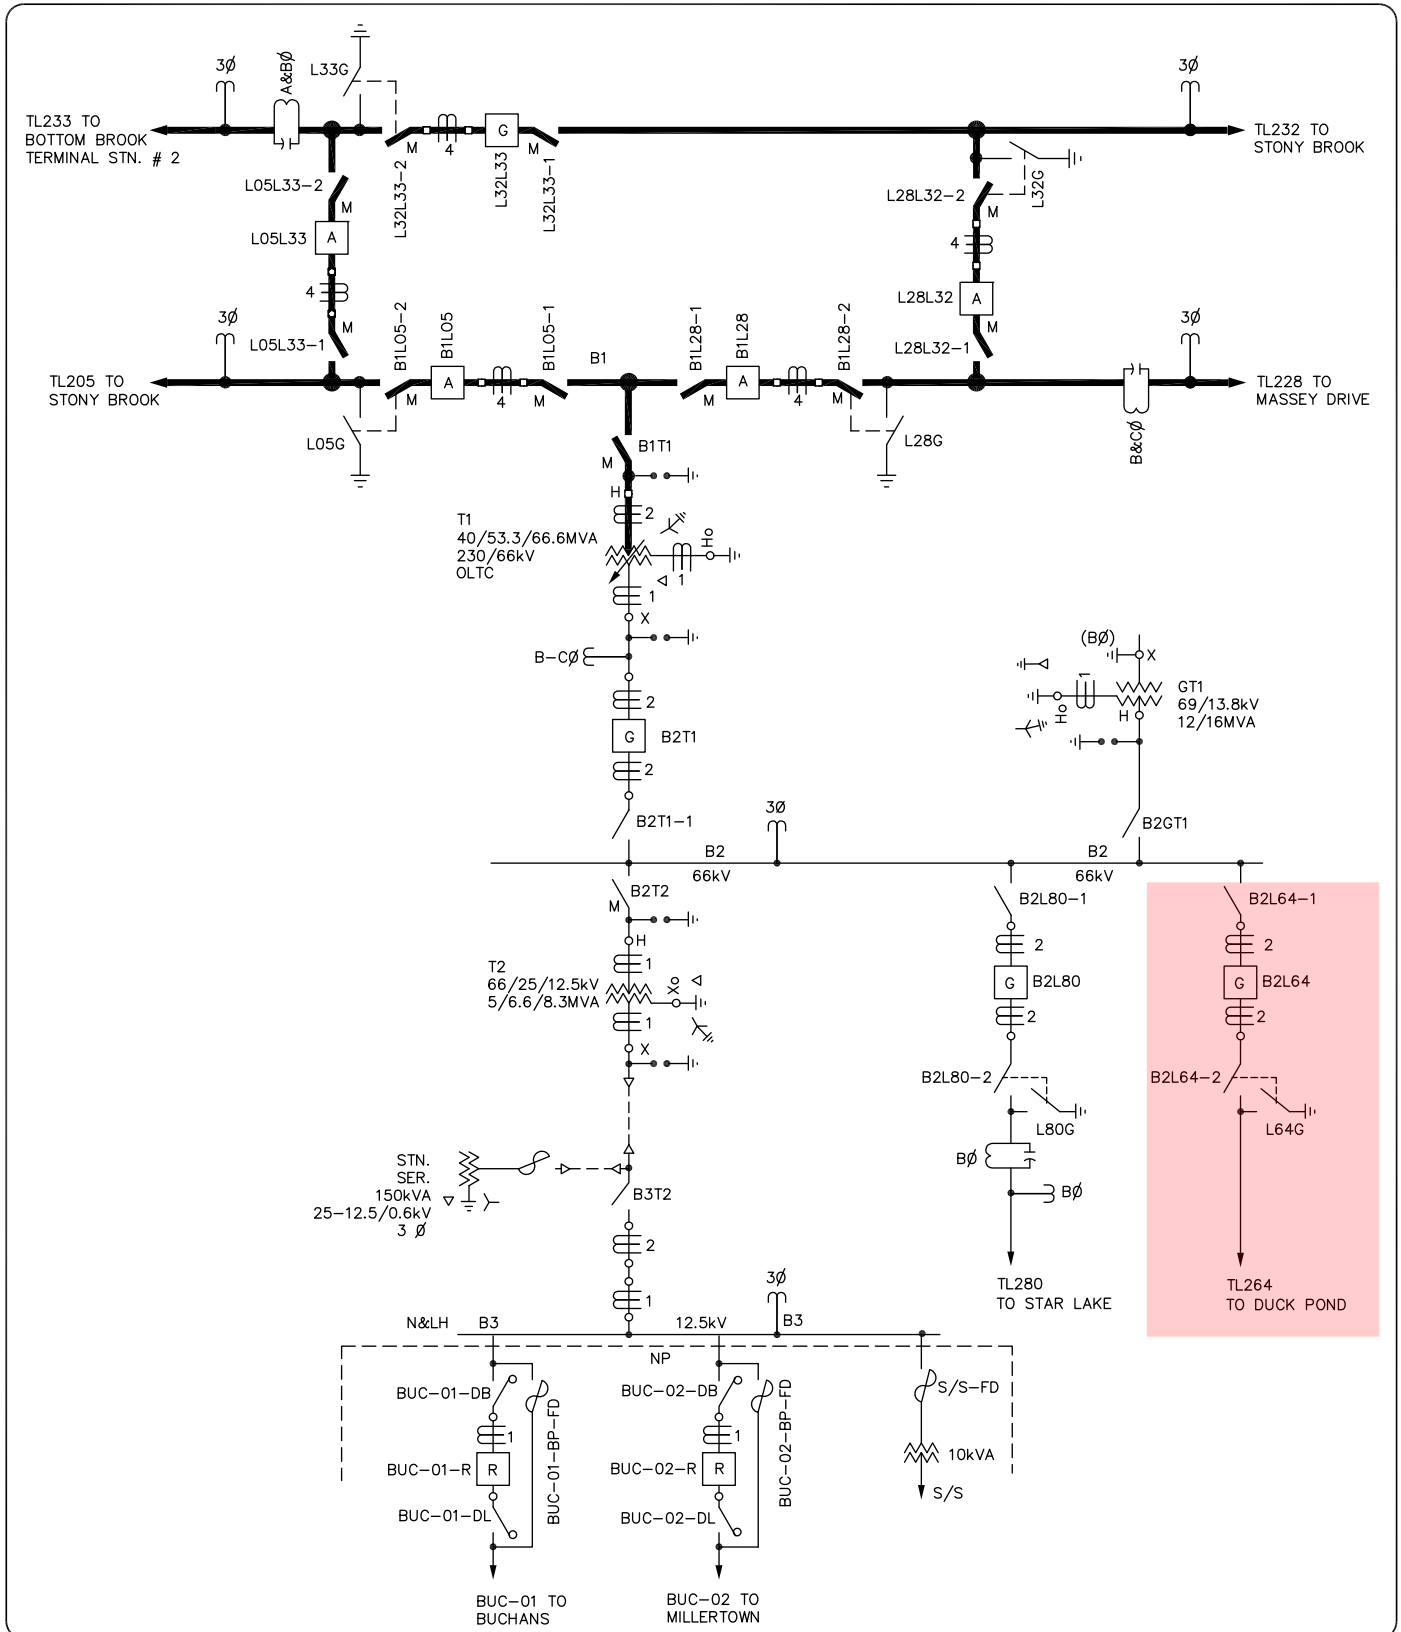 3Ø
A&BØ
L33G
3Ø
TL233 TO
BOTTOM BROOK
TERMINAL STN. # 2
M
4
G
M
TL232 TO
STONY BROOK
L32L33-2
L32L33
L32L33-1
L32G
L05L33-2
M
L28L32-2
M
L05L33
A
4
4
L28L32
A
3Ø
M
L05L33-1
B1L05-2
B1L05
B1L05-1
B1
B1L28-1
B1L28
B1L28-2
M
L28L32-1
3Ø
TL205 TO
STONY BROOK
A
M
4
M
M
A
4
M
TL228 TO
MASSEY DRIVE
L05G
L28G
B&CØ
B1T1
M
H
2
T1
40/53.3/66.6MVA
230/66kV
OLTC
Ho
1
1
X
B-CØ
2
G
B2T1
2
B2T1-1
(BØ)
X
1
Ho
H
GT1
69/13.8kV
12/16MVA
B2GT1
3Ø
B2
66kV
B2
66kV
B2T2
M
H
1
T2
66/25/12.5kV
5/6.6/8.3MVA
Xo
1
X
B2L80-1
2
G
B2L80
2
B2L80-2
L80G
BØ
BØ
TL280
TO STAR LAKE
B2L64-1
2
G
B2L64
2
B2L64-2
L64G
TL264
TO DUCK POND
STN.
SER.
150kVA
25-12.5/0.6kV
3 Ø
B3T2
2
1
3Ø
N&LH
B3
12.5kV
B3
NP
BUC-01-DB
1
BUC-01-R
R
BUC-01-DL
BUC-01-BP-FD
BUC-02-DB
1
BUC-02-R
R
BUC-02-DL
BUC-02-BP-FD
S/S-FD
10kVA
S/S
BUC-01 TO
BUCHANS
BUC-02 TO
MILLERTOWN